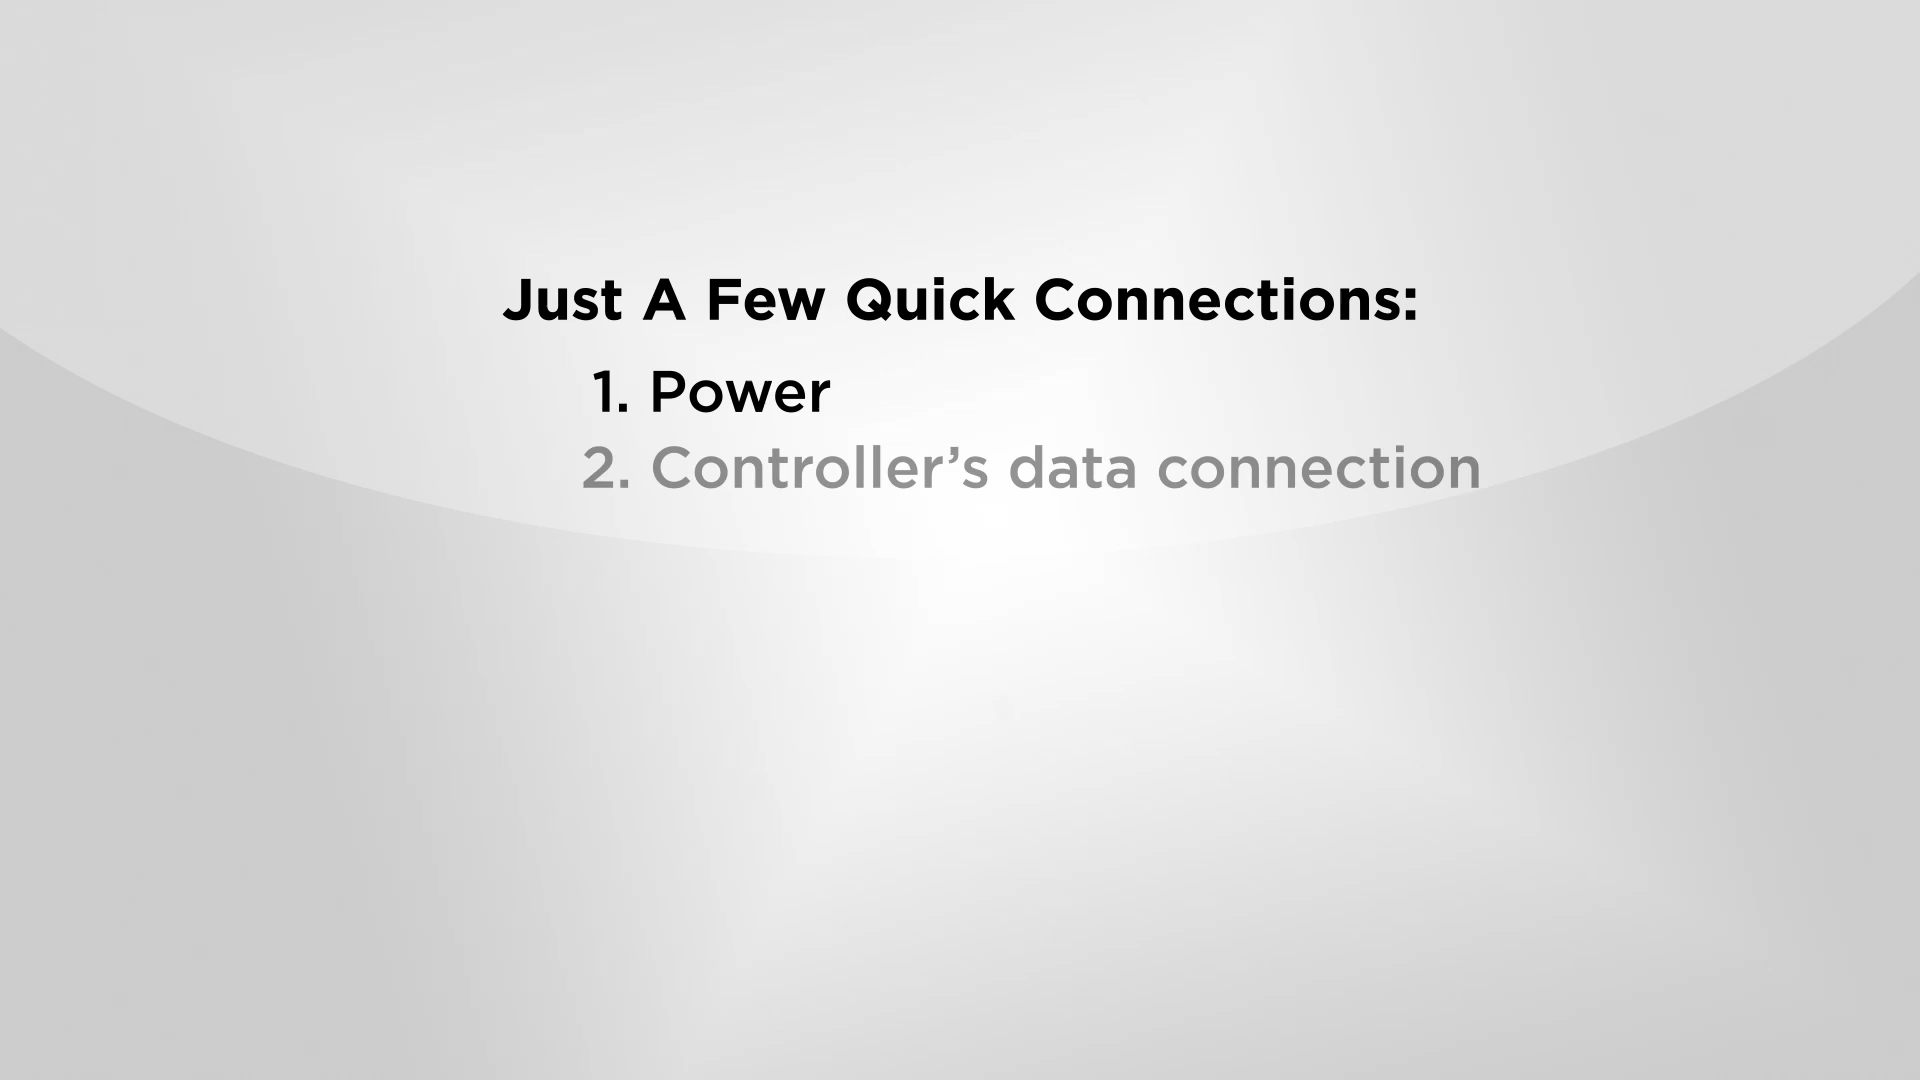 Just A Few Quick Connections:
1. Power
2. Controller’s data connection